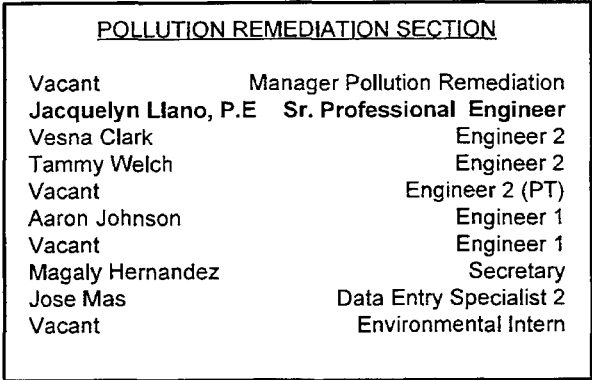 POLLUTION REMEDIATION SECTION
Vacant Manager Pollution Remediation
Jacquelyn Llano, P.E Sr. Professional Engineer
Vesna Clark Engineer 2
Tammy Welch Engineer 2
Vacant Engineer 2 (PT)
Aaron Johnson Engineer 1
Vacant Engineer 1
Magaly Hernandez Secretary
Jose Mas Data Entry Specialist 2
Vacant Environmental Intern